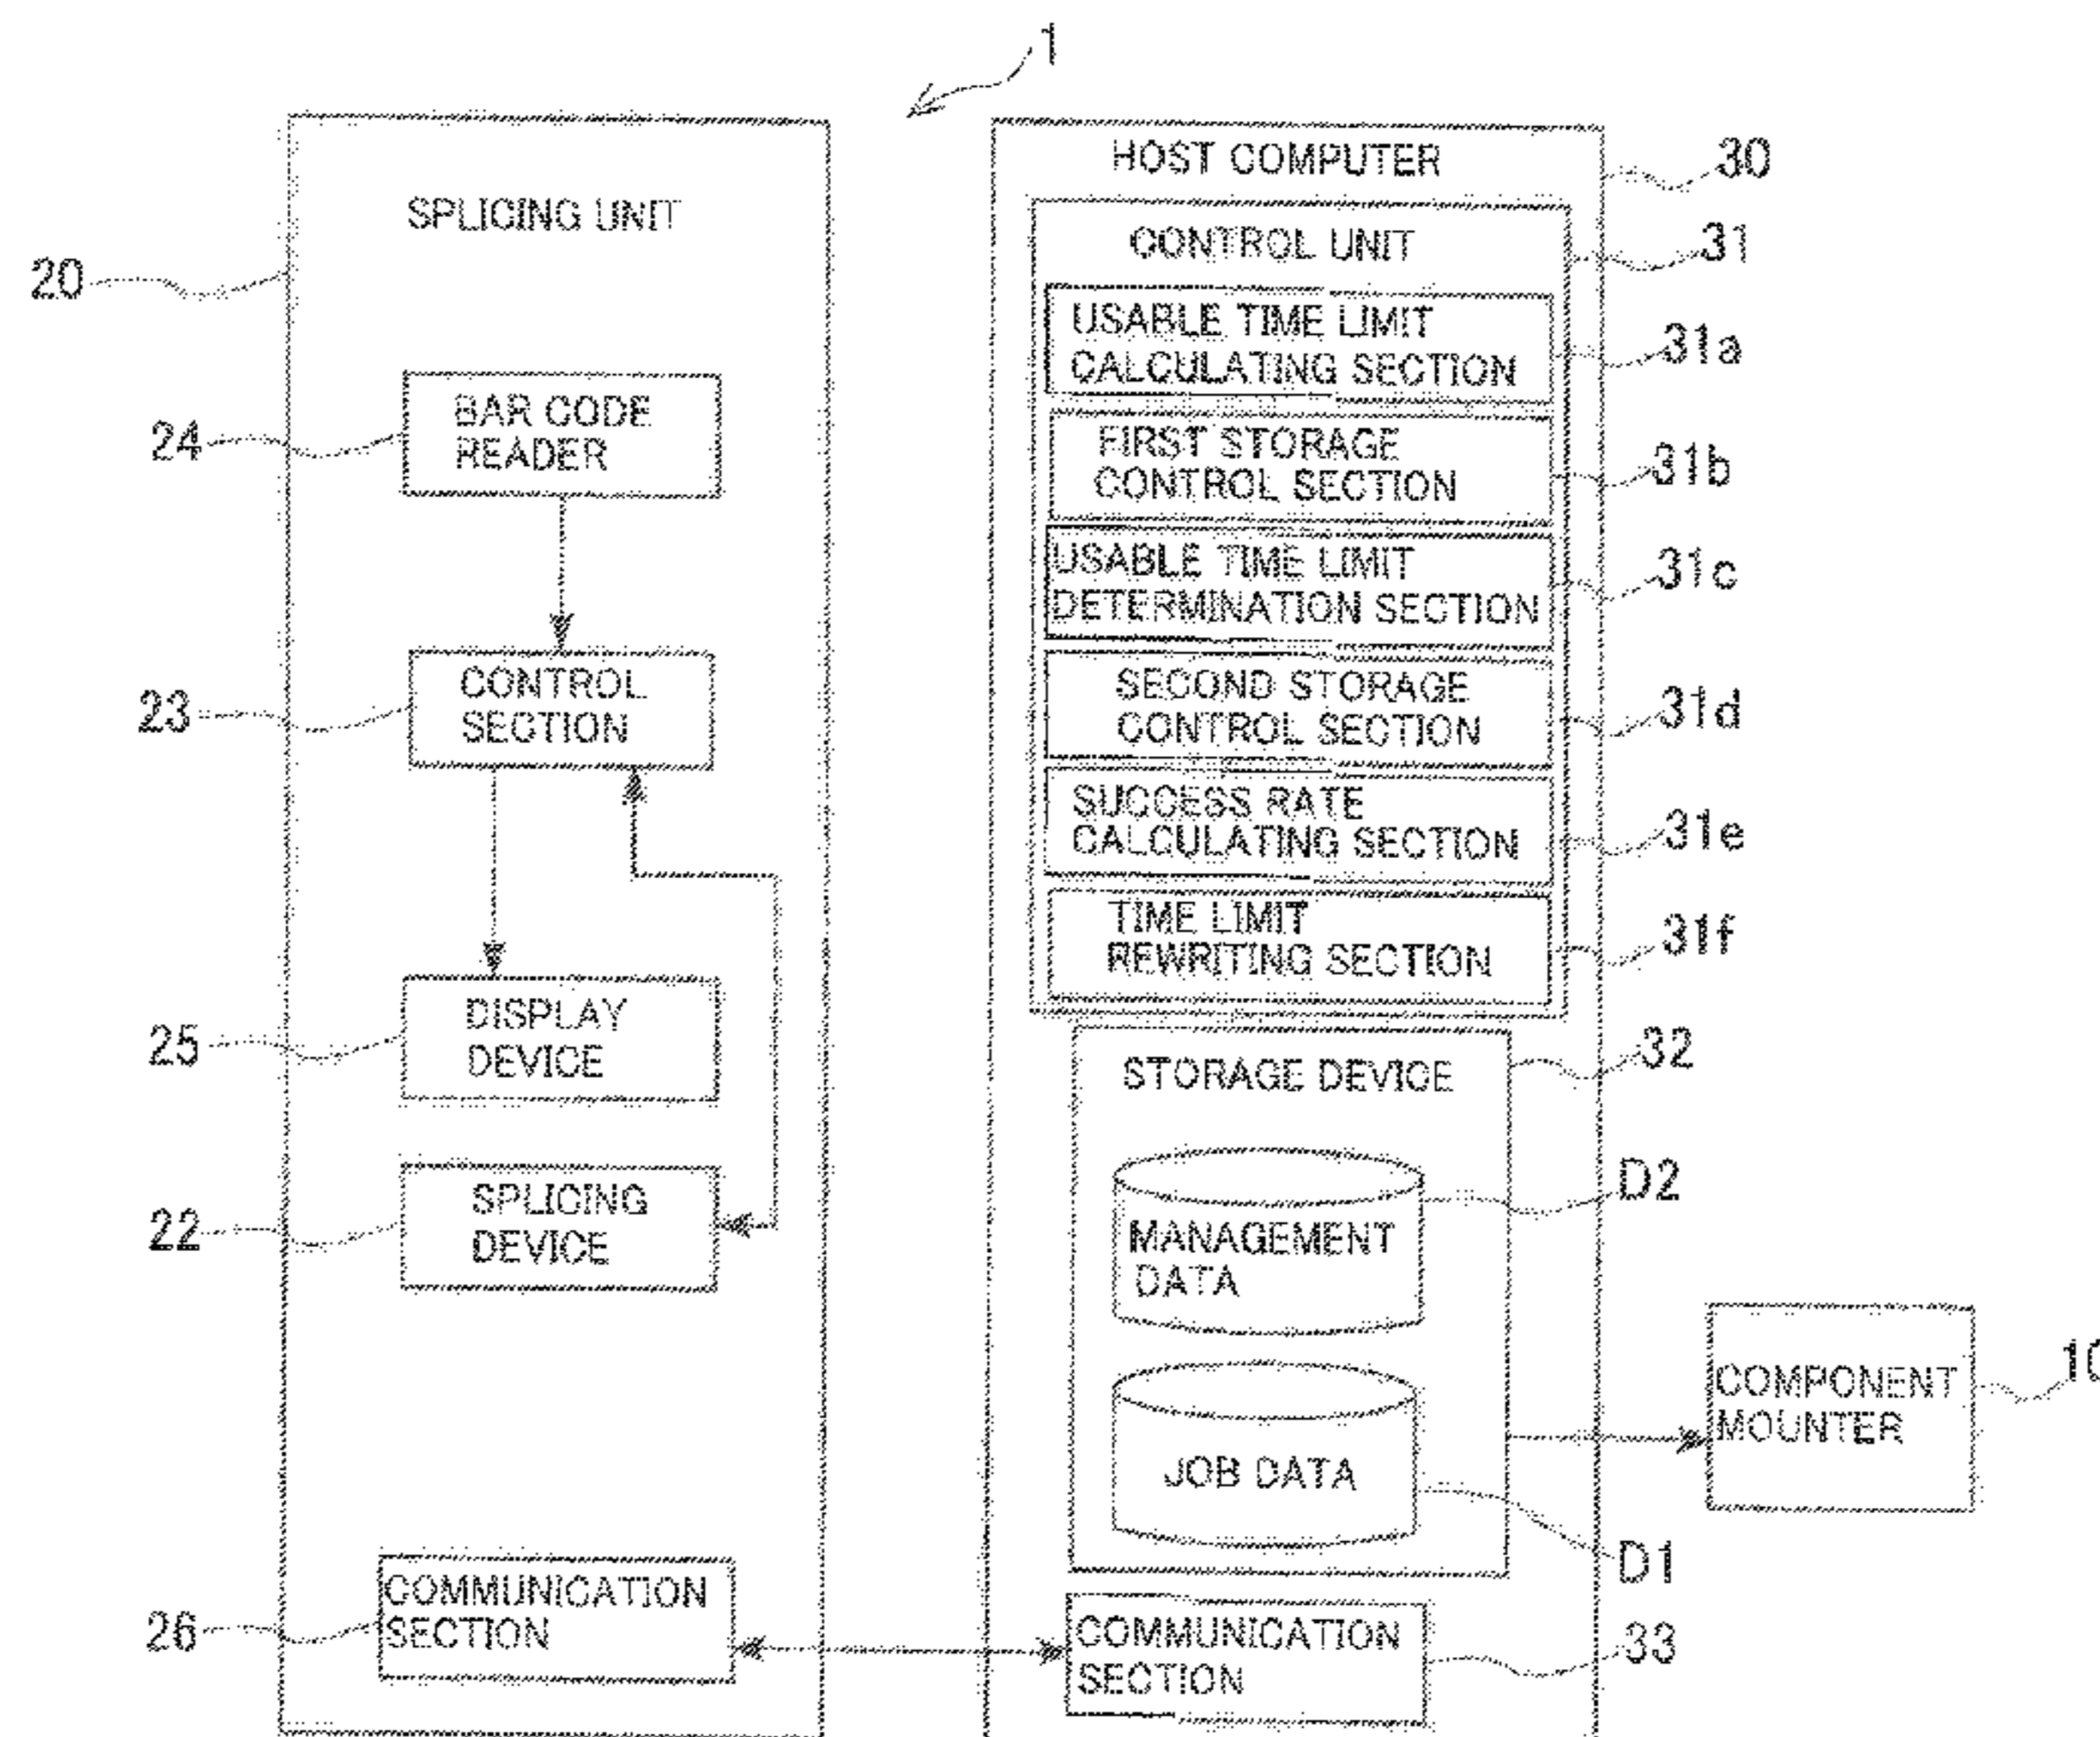 1
SPLICING UNIT
20
24
BAR CODE
READER
23
CONTROL
SECTION
25
DISPLAY
DEVICE
22
SPLICING
DEVICE
26
COMMUNICATION
SECTION
HOST COMPUTER
30
CONTROL UNIT
31
USABLE TIME LIMIT
CALCULATING SECTION
31a
FIRST STORAGE
CONTROL SECTION
31b
USABLE TIME LIMIT
DETERMINATION SECTION
31c
SECOND STORAGE
CONTROL SECTION
31d
SUCCESS RATE
CALCULATING SECTION
31e
TIME LIMIT
REWRITING SECTION
31f
STORAGE DEVICE
32
MANAGEMENT
DATA
D2
JOB DATA
D1
COMMUNICATION
SECTION
33
COMPONENT
MOUNTER
10